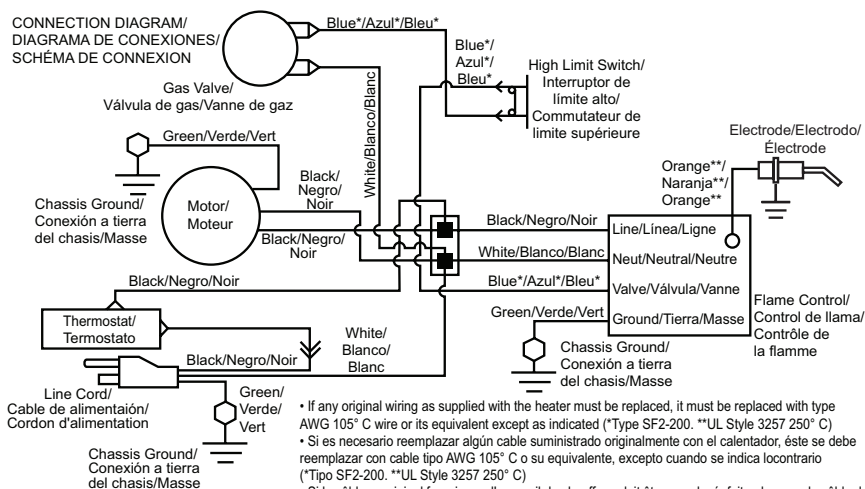 CONNECTION DIAGRAM/
DIAGRAMA DE CONEXIONES/
SCHÉMA DE CONNEXION
Blue*/Azul*/Bleu*
Gas Valve/
Válvula de gas/Vanne de gaz
Blue*/
Azul*/
Bleu*
High Limit Switch/
Interruptor de
límite alto/
Commutateur de
limite supérieure
White/Blanco/Blanc
Electrode/Electrodo/
Électrode
Orange**/
Naranja**/
Orange**
Green/Verde/Vert
Chassis Ground/
Conexión a tierra
del chasis/Masse
Motor/
Moteur
Black/
Negro/
Noir
Black/Negro/
Noir
Black/Negro/Noir
White/Blanco/Blanc
Blue*/Azul*/Bleu*
Green/Verde/Vert
Line/Línea/Ligne
Neut/Neutral/Neutre
Valve/Válvula/Vanne
Ground/Tierra/Masse
Flame Control/
Control de llama/
Contrôle de
la flamme
Chassis Ground/
Conexión a tierra
del chasis/Masse
Black/Negro/Noir
Thermostat/
Termostato
White/
Blanco/
Blanc
Black/Negro/Noir
Line Cord/
Cable de alimentaión/
Cordon d'alimentation
Green/
Verde/
Vert
Chassis Ground/
Conexión a tierra
del chasis/Masse
• If any original wiring as supplied with the heater must be replaced, it must be replaced with type
AWG 105° C wire or its equivalent except as indicated (*Type SF2-200. **UL Style 3257 250° C)
• Si es necesario reemplazar algún cable suministrado originalmente con el calentador, éste se debe
reemplazar con cable tipo AWG 105° C o su equivalente, excepto cuando se indica locontrario
(*Tipo SF2-200. **UL Style 3257 250° C)